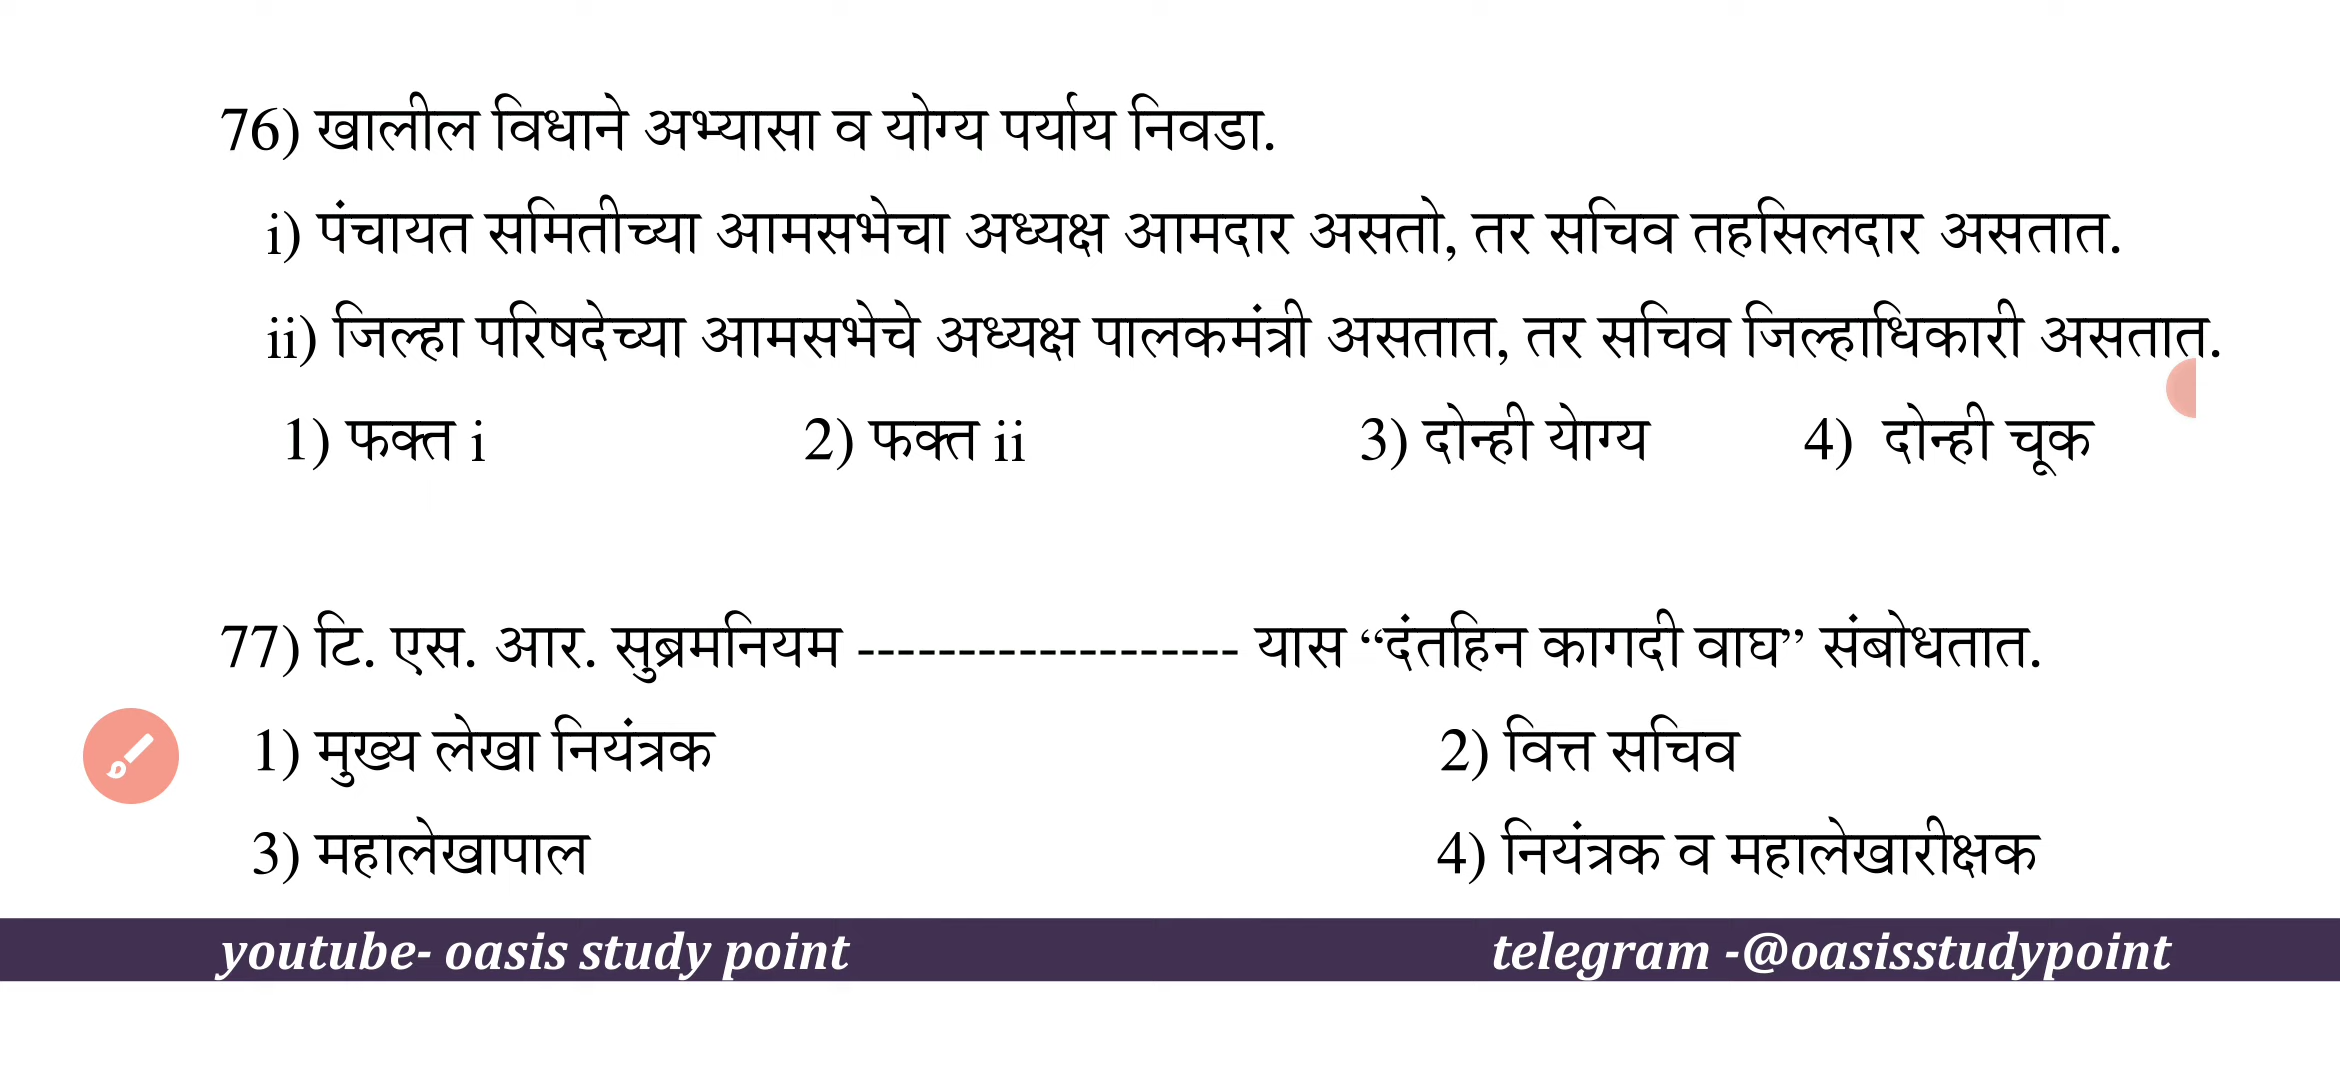 76) खालील विधाने अभ्यासा व योग्य पर्याय निवडा.
i) पंचायत समितीच्या आमसभेचा अध्यक्ष आमदार असतो, तर सचिव तहसिलदार असतात.
ii) जिल्हा परिषदेच्या आमसभेचे अध्यक्ष पालकमंत्री असतात, तर सचिव जिल्हाधिकारी असतात.
1) फक्त i 2) फक्त ii 3) दोन्ही योग्य 4) दोन्ही चूक
77) टि. एस. आर. सुब्रमनियम ------------------- यास “दंतहिन कागदी वाघ” संबोधतात.
1) मुख्य लेखा नियंत्रक 2) वित्त सचिव
3) महालेखापाल 4) नियंत्रक व महालेखारीक्षक
youtube- oasis study point telegram -@oasisstudypoint